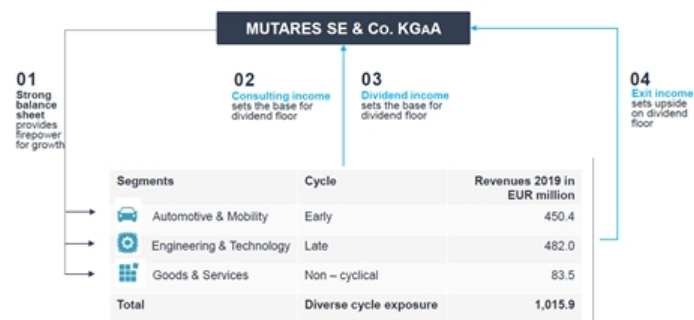 MUTARES SE & Co. KGAA
01
Strong
balance
sheet
provides
firepower
for growth
02
Consulting income
sets the base for
dividend floor
03
Dividend income
sets the base for
dividend floor
04
Exit income
sets upside
on dividend
floor
Segments Cycle Revenues 2019 in
EUR million
Automotive & Mobility Early 450.4
Engineering & Technology Late 482.0
Goods & Services Non – cyclical 83.5
Total Diverse cycle exposure 1,015.9